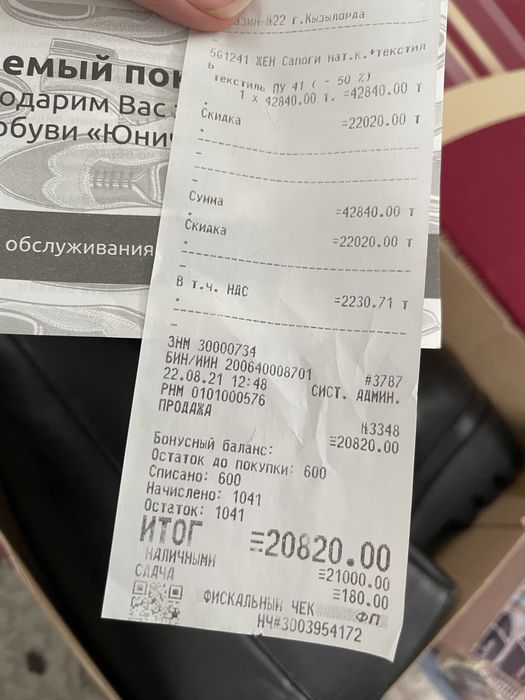 азин №22 г.Кызылорда
5G1241 ЖЕН Сапоги нат.к.*текстил
ь
текстиль ПУ 41 ( - 50 %)
1 x 42840.00 т. =42840.00 т
Скидка =22020.00 т
Сумма =42840.00 т
Скидка =22020.00 т
В т.ч. НДС =2230.71 т
ЗНМ 30000734
БИН/ИИН 200640008701 #3787
22.08.21 12:48 СИСТ. АДМИН.
РНМ 0101000576
ПРОДАЖА №3348
=20820.00
Бонусный баланс:
Остаток до покупки: 600
Списано: 600
Начислено: 1041
Остаток: 1041
ИТОГ =20820.00
НАЛИЧНЫМИ =21000.00
СДАЧА =180.00
ФИСКАЛЬНЫЙ ЧЕК ФП
НЧ#3003954172
емый пок
одарим Вас
обуви «Юни
обслуживания